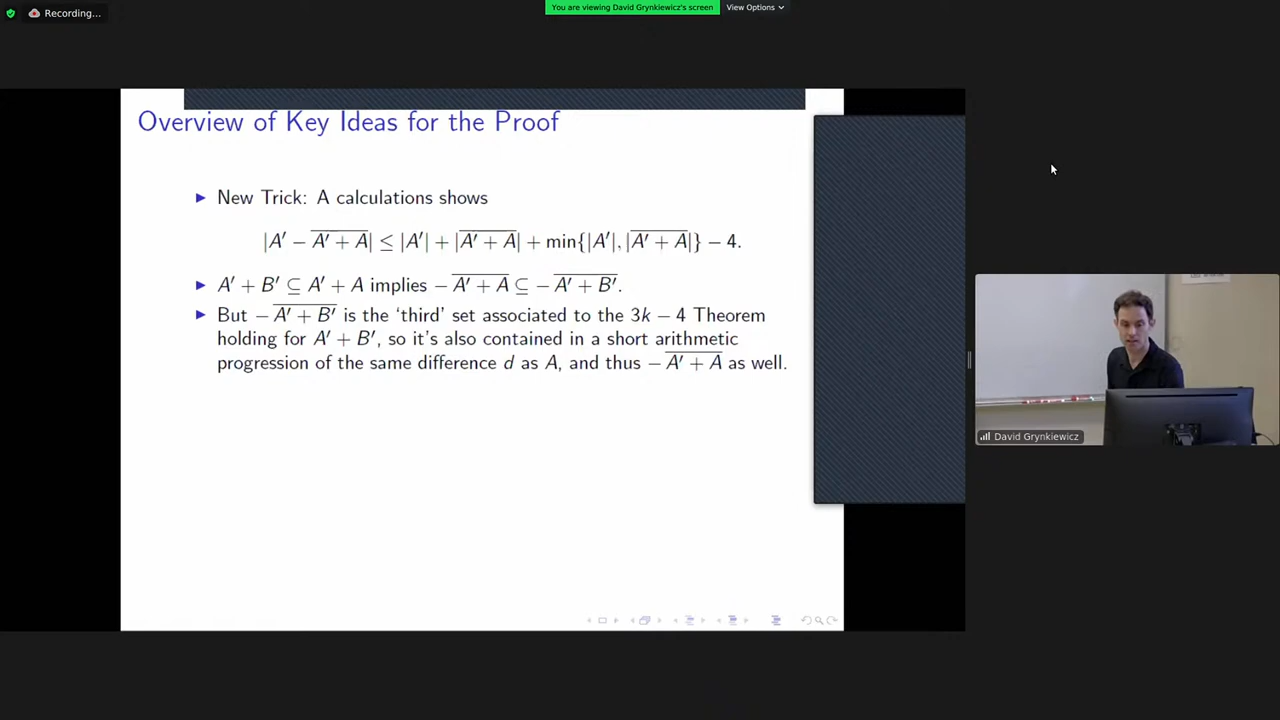 Recording...
You are viewing David Grynkiewicz's screen
View Options
Overview of Key Ideas for the Proof
New Trick: A calculations shows
|A′ − \overline{A′ + A}| ≤ |A′| + |\overline{A′ + A}| + min{|A′|, |\overline{A′ + A}|} − 4.
A′ + B′ ⊆ A′ + A implies −\overline{A′ + A} ⊆ −\overline{A′ + B′}.
But −\overline{A′ + B′} is the ‘third’ set associated to the 3k − 4 Theorem
holding for A′ + B′, so it's also contained in a short arithmetic
progression of the same difference d as A, and thus −\overline{A′ + A} as well.
David Grynkiewicz